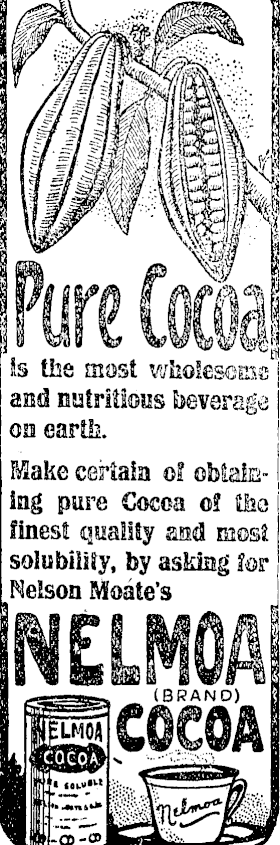 Pure Cocoa
is the most wholesome
and nutritious beverage
on earth.
Make certain of obtain-
ing pure Cocoa of the
finest quality and most
solubility, by asking for
Nelson Moate's
NELMOA
(BRAND)
COCOA
NELMOA
COCOA
SOLUBLE
Nelmoa